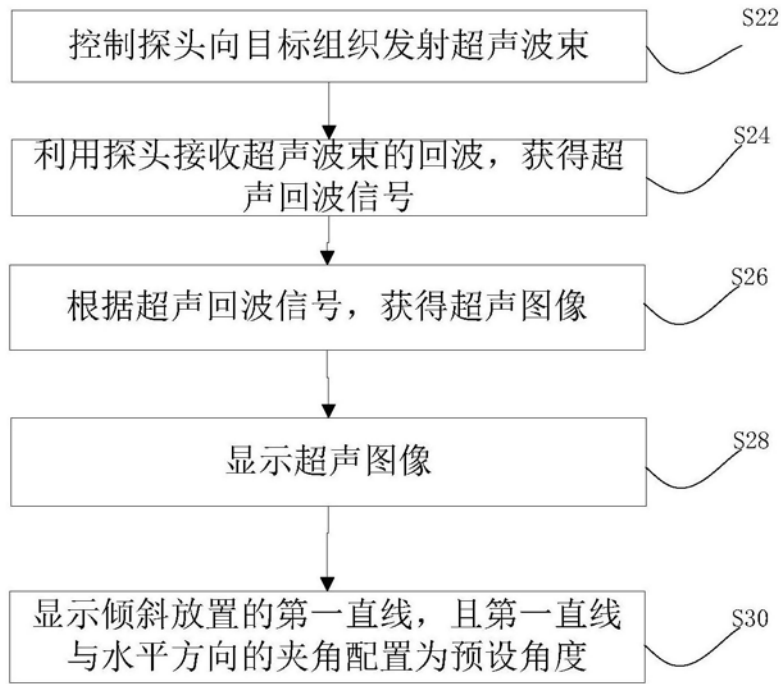 控制探头向目标组织发射超声波束
S22
利用探头接收超声波束的回波，获得超
声回波信号
S24
根据超声回波信号，获得超声图像
S26
显示超声图像
S28
显示倾斜放置的第一直线，且第一直线
与水平方向的夹角配置为预设角度
S30